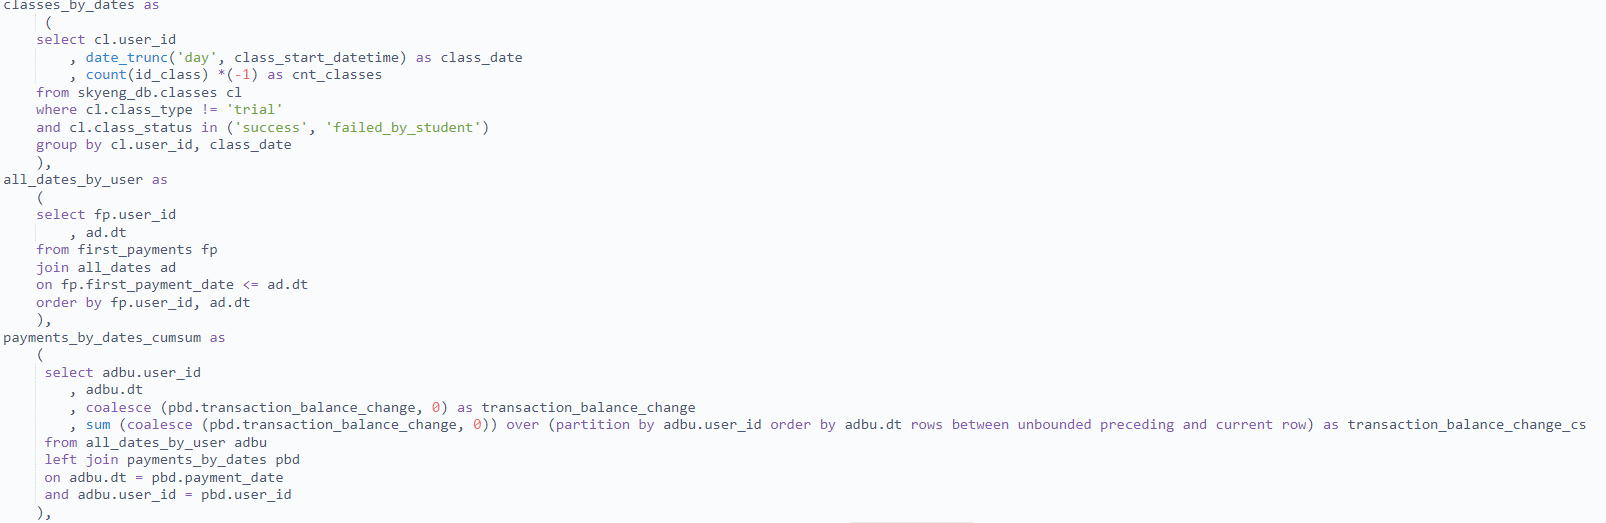 classes_by_dates as
(
select cl.user_id
, date_trunc('day', class_start_datetime) as class_date
, count(id_class) *(-1) as cnt_classes
from skyeng_db.classes cl
where cl.class_type != 'trial'
and cl.class_status in ('success', 'failed_by_student')
group by cl.user_id, class_date
),
all_dates_by_user as
(
select fp.user_id
, ad.dt
from first_payments fp
join all_dates ad
on fp.first_payment_date <= ad.dt
order by fp.user_id, ad.dt
),
payments_by_dates_cumsum as
(
select adbu.user_id
, adbu.dt
, coalesce (pbd.transaction_balance_change, 0) as transaction_balance_change
, sum (coalesce (pbd.transaction_balance_change, 0)) over (partition by adbu.user_id order by adbu.dt rows between unbounded preceding and current row) as transaction_balance_change_cs
from all_dates_by_user adbu
left join payments_by_dates pbd
on adbu.dt = pbd.payment_date
and adbu.user_id = pbd.user_id
),